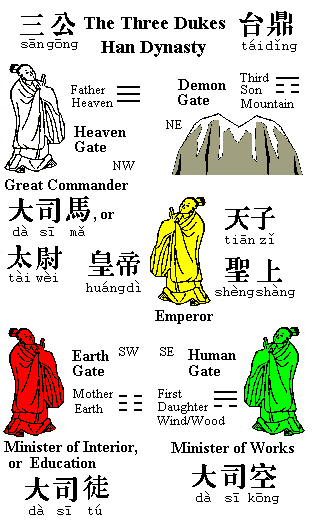 三公 The Three Dukes 台鼎
sāngōng Han Dynasty táidǐng
Father
Heaven
Heaven
Gate
NW
Demon
Gate
NE
Third
Son
Mountain
Great Commander
大司馬, or
dà sī mǎ
太尉
tài wèi
皇帝
huángdì
天子
tiān zǐ
聖上
shèngshàng
Emperor
Earth
Gate
SW
Mother
Earth
SE
Human
Gate
First
Daughter
Wind/Wood
Minister of Interior,
or Education
大司徒
dà sī tú
Minister of Works
大司空
dà sī kōng